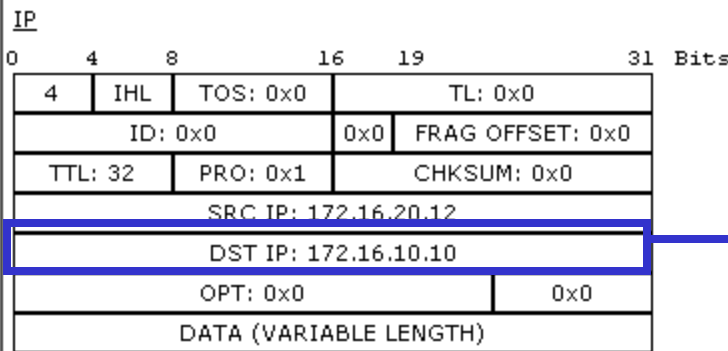 IP
0 4 8 16 19 31 Bits
4 IHL TOS: 0x0 TL: 0x0
ID: 0x0 0x0 FRAG OFFSET: 0x0
TTL: 32 PRO: 0x1 CHKSUM: 0x0
SRC IP: 172.16.20.12
DST IP: 172.16.10.10
OPT: 0x0 0x0
DATA (VARIABLE LENGTH)